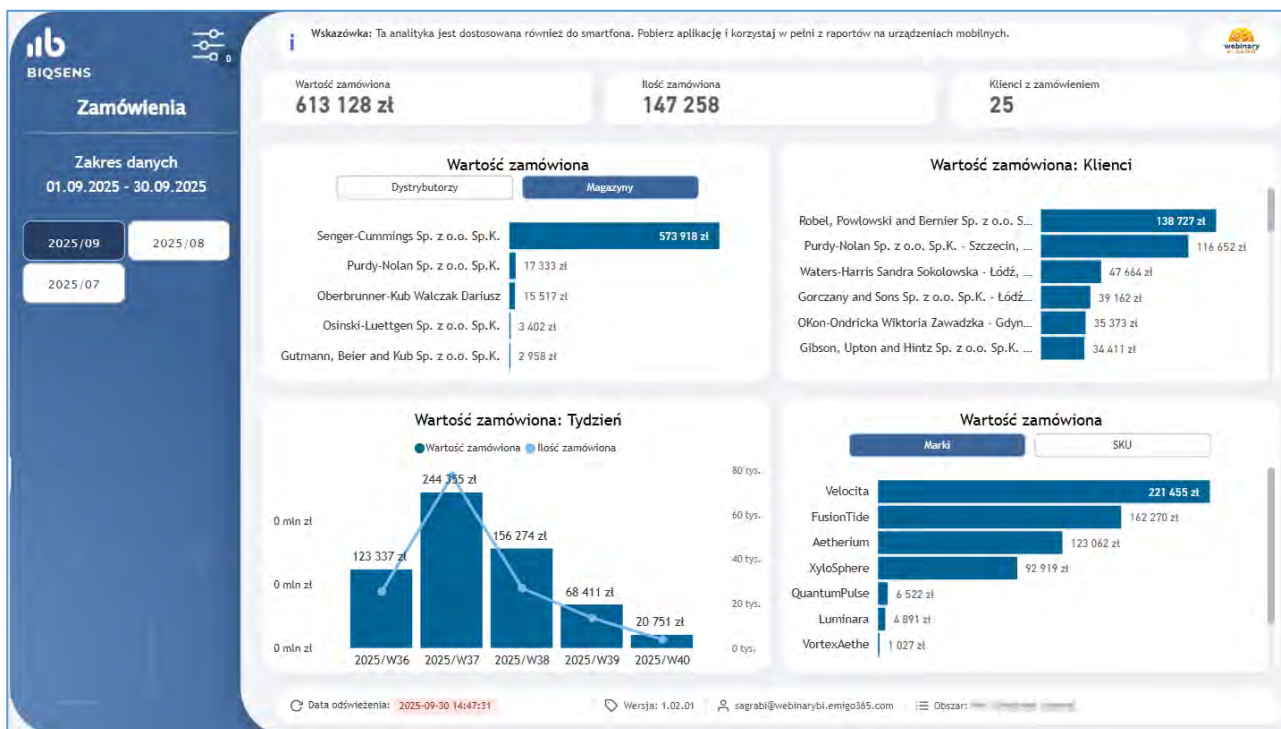 BIQSENS
0
Zamówienia
Zakres danych
01.09.2025 - 30.09.2025
2025/09
2025/08
2025/07
i
Wskazówka: Ta analityka jest dostosowana również do smartfona. Pobierz aplikację i korzystaj w pełni z raportów na urządzeniach mobilnych.
webinary
Wartość zamówiona
613 128 zł
Ilość zamówiona
147 258
Klienci z zamówieniem
25
Wartość zamówiona
Dystrybutorzy
Magazyny
Senger-Cummings Sp. z o.o. Sp.K.
573 918 zł
Purdy-Nolan Sp. z o.o. Sp.K.
17 333 zł
Oberbrunner-Kub Walczak Dariusz
15 517 zł
Osinski-Luettgen Sp. z o.o. Sp.K.
3 402 zł
Gutmann, Beier and Kub Sp. z o.o. Sp.K.
2 958 zł
Wartość zamówiona: Klienci
Robel, Powlowski and Bernier Sp. z o.o. S...
138 727 zł
Purdy-Nolan Sp. z o.o. Sp.K. - Szczecin, ...
116 652 zł
Waters-Harris Sandra Sokolowska - Łódź, ...
47 664 zł
Gorczany and Sons Sp. z o.o. Sp.K. - Łódź...
39 162 zł
OKon-Ondricka Wiktoria Zawadzka - Gdyn...
35 373 zł
Gibson, Upton and Hintz Sp. z o.o. Sp.K. ...
34 411 zł
Wartość zamówiona: Tydzień
Wartość zamówiona
Ilość zamówiona
80 tys.
60 tys.
40 tys.
20 tys.
0 tys.
0 mln zł
0 mln zł
0 mln zł
123 337 zł
244 355 zł
156 274 zł
68 411 zł
20 751 zł
2025/W36
2025/W37
2025/W38
2025/W39
2025/W40
Wartość zamówiona
Marki
SKU
Velocita
221 455 zł
FusionTide
162 270 zł
Aetherium
123 062 zł
XyloSphere
92 919 zł
QuantumPulse
6 522 zł
Luminara
4 891 zł
VortexAethe
1 027 zł
Data odświeżenia: 2025-09-30 14:47:31
Wersja: 1.02.01
sagrabi@webinarybi.emigo365.com
Obszar: